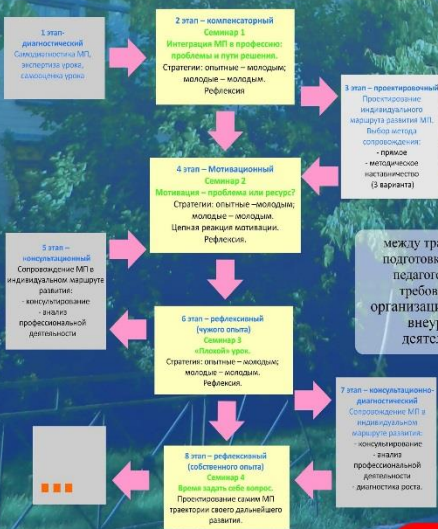 1 этап-
диагностический
Самодиагностика МП,
экспертиза урока,
самооценка урока
2 этап – компенсаторный
Семинар 1
Интеграция МП в профессию:
проблемы и пути решения.
Стратегии: опытные – молодым;
молодые – молодым.
Рефлексия
3 этап – проектировочный
Проектирование
индивидуального
маршрута развития МП.
Выбор метода
сопровождения:
- прямое
- методическое
наставничество
(3 варианта)
4 этап – Мотивационный
Семинар 2
Мотивация – проблема или ресурс?
Стратегии: опытные –молодым;
молодые – молодым.
Цепная реакция мотивации.
Рефлексия.
5 этап –
консультационный
Сопровождение МП в
индивидуальном маршруте
развития:
- консультирование
- анализ
профессиональной
деятельности
между тра
подготовк
педагого
требов
организаци
внеур
деятель
6 этап – рефлексивный
(чужого опыта)
Семинар 3
«Плохой» урок.
Стратегия: опытные – молодым;
молодые – молодым.
Рефлексия.
7 этап – консультационно-
диагностический
Сопровождение МП в
индивидуальном
маршруте развития:
- консультирование
- анализ
профессиональной
деятельности
- диагностика роста.
8 этап – рефлексивный
(собственного опыта)
Семинар 4
Время задать себе вопрос.
Проектирование самим МП
траектории своего дальнейшего
развития.
...